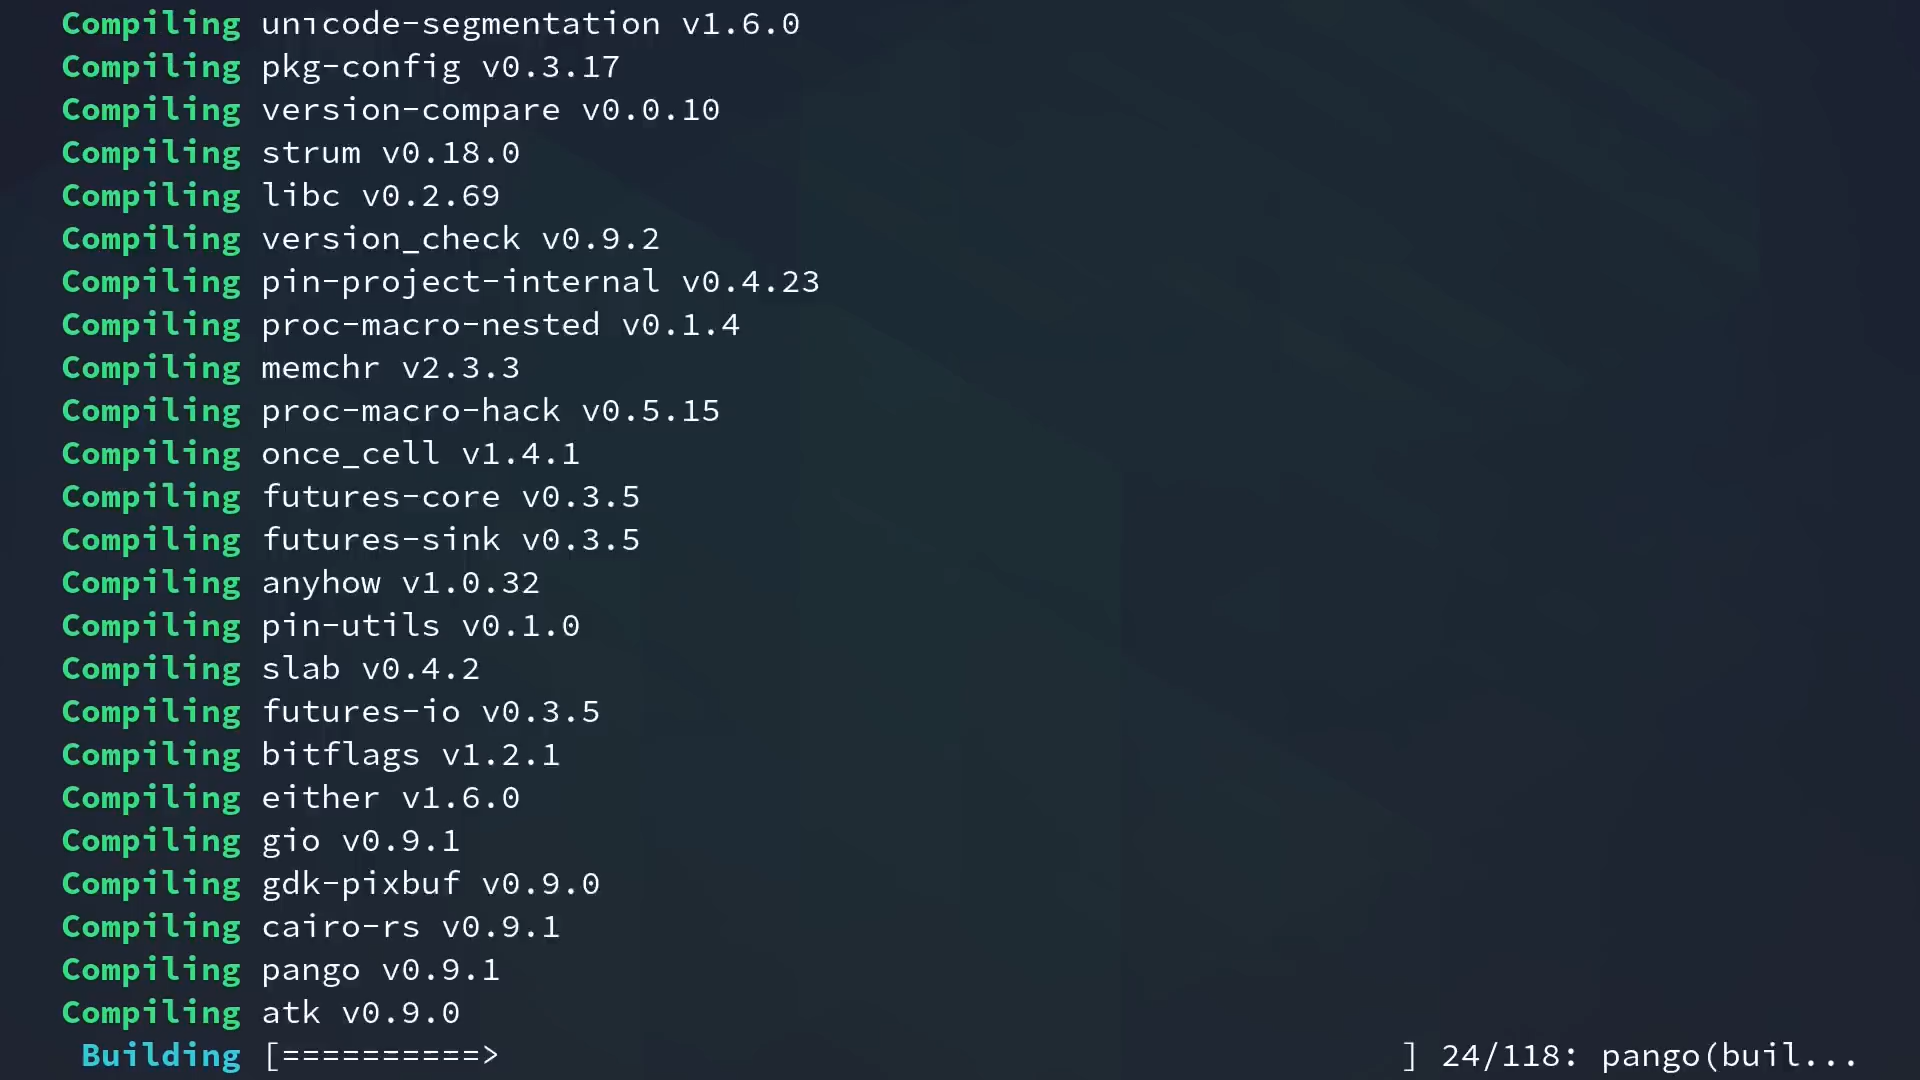 Compiling unicode-segmentation v1.6.0
Compiling pkg-config v0.3.17
Compiling version-compare v0.0.10
Compiling strum v0.18.0
Compiling libc v0.2.69
Compiling version_check v0.9.2
Compiling pin-project-internal v0.4.23
Compiling proc-macro-nested v0.1.4
Compiling memchr v2.3.3
Compiling proc-macro-hack v0.5.15
Compiling once_cell v1.4.1
Compiling futures-core v0.3.5
Compiling futures-sink v0.3.5
Compiling anyhow v1.0.32
Compiling pin-utils v0.1.0
Compiling slab v0.4.2
Compiling futures-io v0.3.5
Compiling bitflags v1.2.1
Compiling either v1.6.0
Compiling gio v0.9.1
Compiling gdk-pixbuf v0.9.0
Compiling cairo-rs v0.9.1
Compiling pango v0.9.1
Compiling atk v0.9.0
Building [==========> ] 24/118: pango(buil...